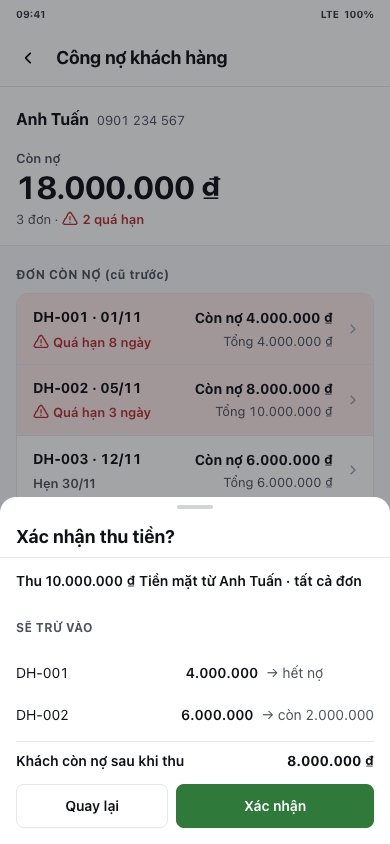 09:41 LTE 100%
Công nợ khách hàng
Anh Tuấn 0901 234 567
Còn nợ
18.000.000 ₫
3 đơn · 2 quá hạn
ĐƠN CÒN NỢ (cũ trước)
DH-001 · 01/11 Còn nợ 4.000.000 ₫
Quá hạn 8 ngày Tổng 4.000.000 ₫
DH-002 · 05/11 Còn nợ 8.000.000 ₫
Quá hạn 3 ngày Tổng 10.000.000 ₫
DH-003 · 12/11 Còn nợ 6.000.000 ₫
Hẹn 30/11 Tổng 6.000.000 ₫
Xác nhận thu tiền?
Thu 10.000.000 ₫ Tiền mặt từ Anh Tuấn · tất cả đơn
SẼ TRỪ VÀO
DH-001 4.000.000 → hết nợ
DH-002 6.000.000 → còn 2.000.000
Khách còn nợ sau khi thu 8.000.000 ₫
Quay lại Xác nhận